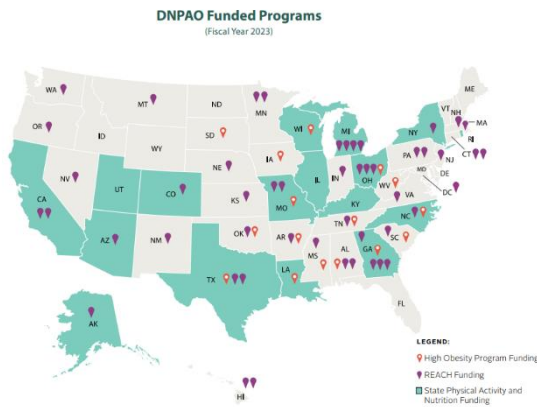 DNPAO Funded Programs
(Fiscal Year 2023)
WA
MT
ND
MN
ME
VT
NH
MA
OR
ID
SD
WI
MI
NY
RI
CT
WY
IA
PA
NJ
NV
NE
IL
IN
OH
MD
DE
WV
VA
DC
CA
UT
CO
KS
MO
KY
NC
TN
AZ
NM
OK
AR
SC
MS
AL
GA
TX
LA
FL
AK
HI
LEGEND:
High Obesity Program Funding
REACH Funding
State Physical Activity and
Nutrition Funding